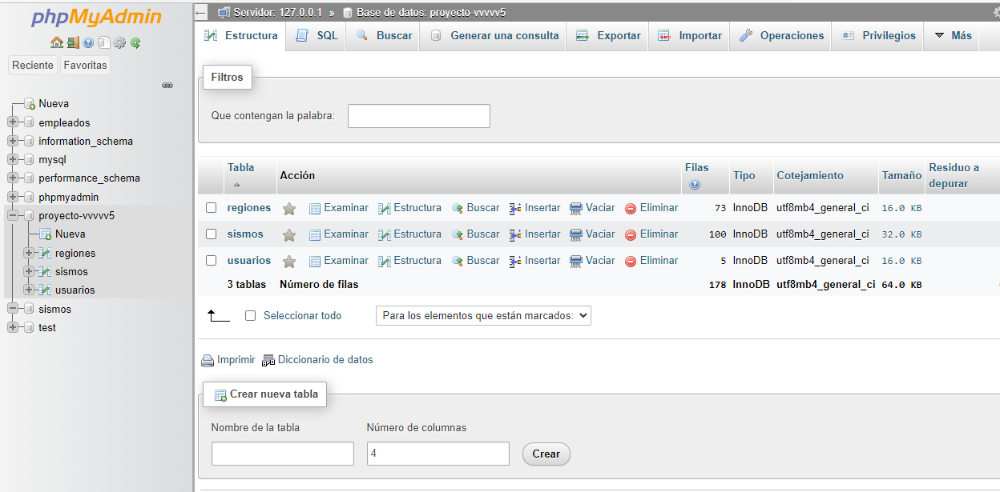 phpMyAdmin
Reciente Favoritas
Nueva
empleados
information_schema
mysql
performance_schema
phpmyadmin
proyecto-vvvvv5
Nueva
regiones
sismos
usuarios
sismos
test
Servidor: 127.0.0.1 » Base de datos: proyecto-vvvvv5
Estructura SQL Buscar Generar una consulta Exportar Importar Operaciones Privilegios Más
Filtros
Que contengan la palabra:
Tabla Acción Filas Tipo Cotejamiento Tamaño Residuo a depurar
regiones Examinar Estructura Buscar Insertar Vaciar Eliminar 73 InnoDB utf8mb4_general_ci 16.0 KB
sismos Examinar Estructura Buscar Insertar Vaciar Eliminar 100 InnoDB utf8mb4_general_ci 32.0 KB
usuarios Examinar Estructura Buscar Insertar Vaciar Eliminar 5 InnoDB utf8mb4_general_ci 16.0 KB
3 tablas Número de filas 178 InnoDB utf8mb4_general_ci 64.0 KB
Seleccionar todo Para los elementos que están marcados:
Imprimir Diccionario de datos
Crear nueva tabla
Nombre de la tabla Número de columnas
4 Crear